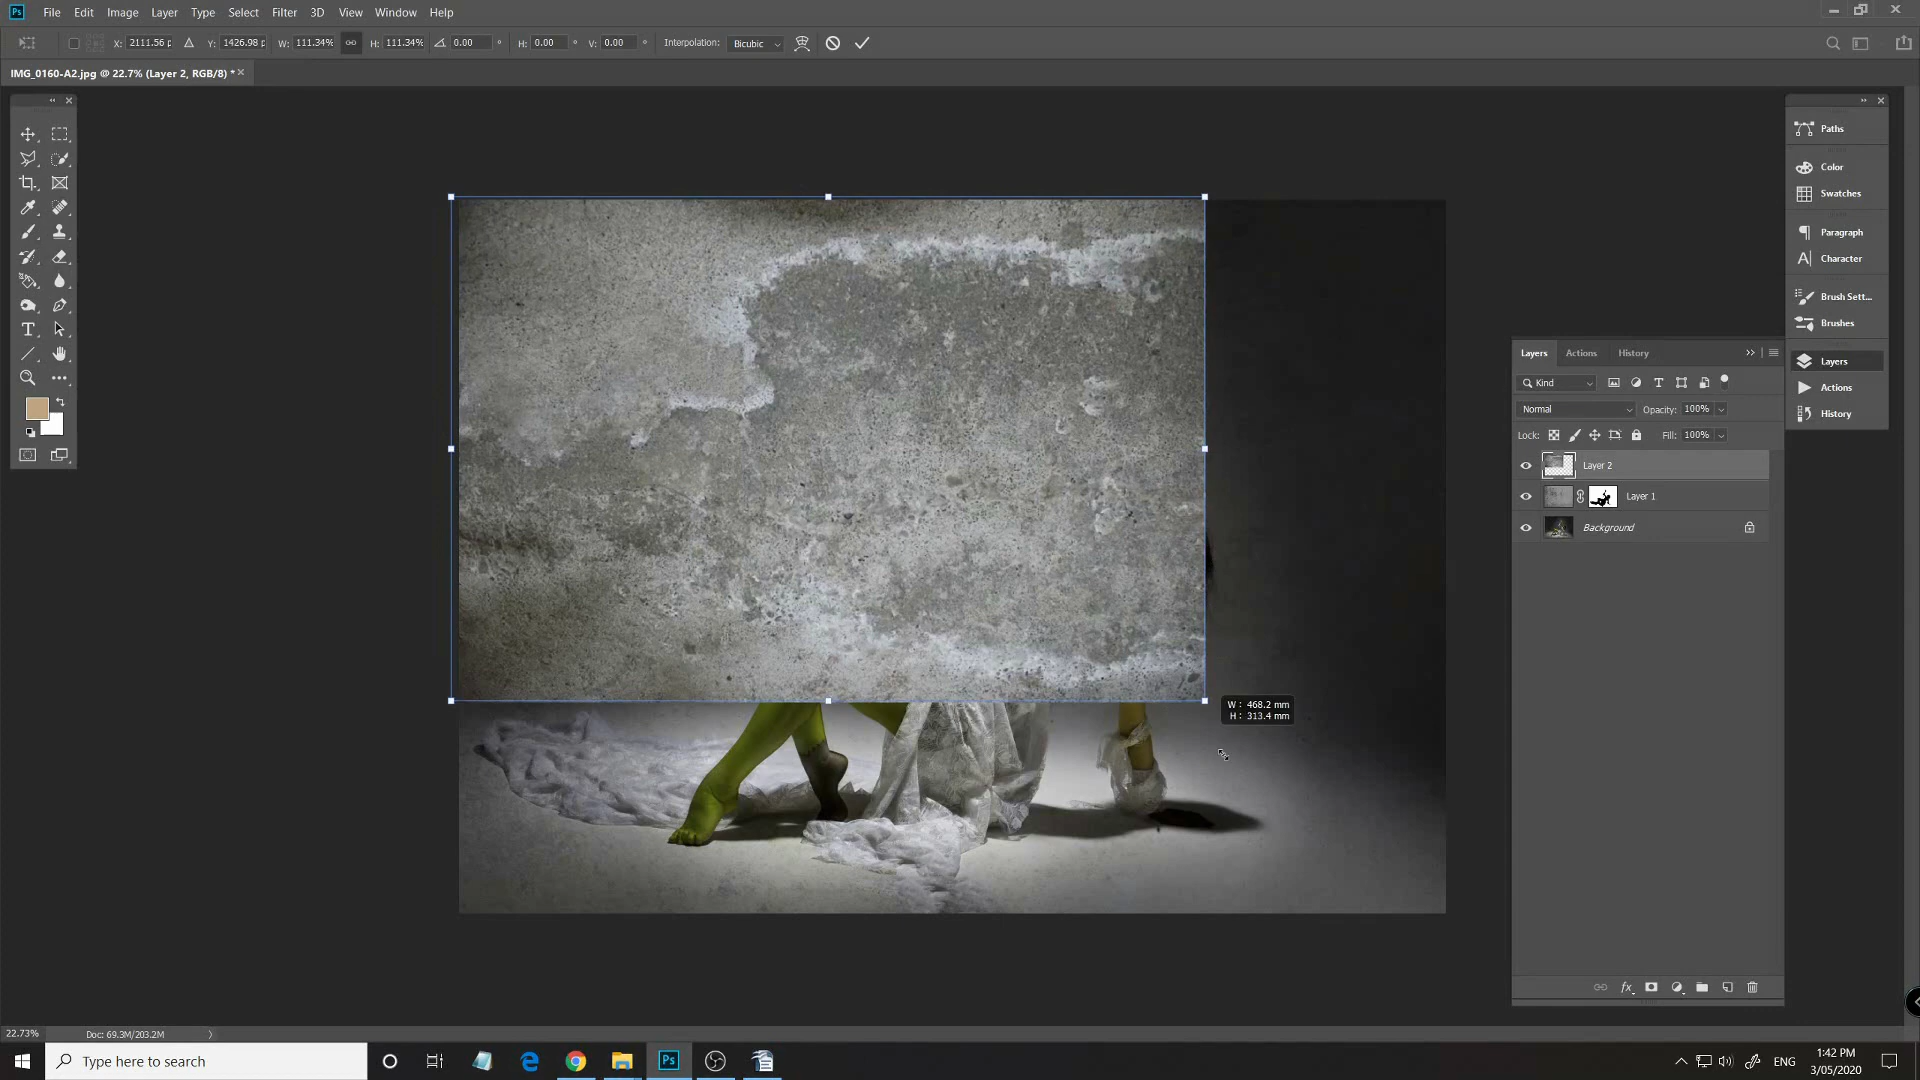 Ps File Edit Image Layer Type Select Filter 3D View Window Help
X: 2111.56 p Y: 1426.98 p W: 111.34% H: 111.34% 0.00 ° H: 0.00 ° V: 0.00 ° Interpolation: Bicubic
IMG_0160-A2.jpg @ 22.7% (Layer 2, RGB/8) *
Paths
Color
Swatches
Paragraph
Character
Brush Sett...
Brushes
Layers
Actions
History
Layers Actions History
Kind
Normal Opacity: 100%
Lock: Fill: 100%
Layer 2
Layer 1
Background
W: 468.2 mm
H: 313.4 mm
22.73% Doc: 69.3M/203.2M
Type here to search
Ps
ENG
1:42 PM
3/05/2020